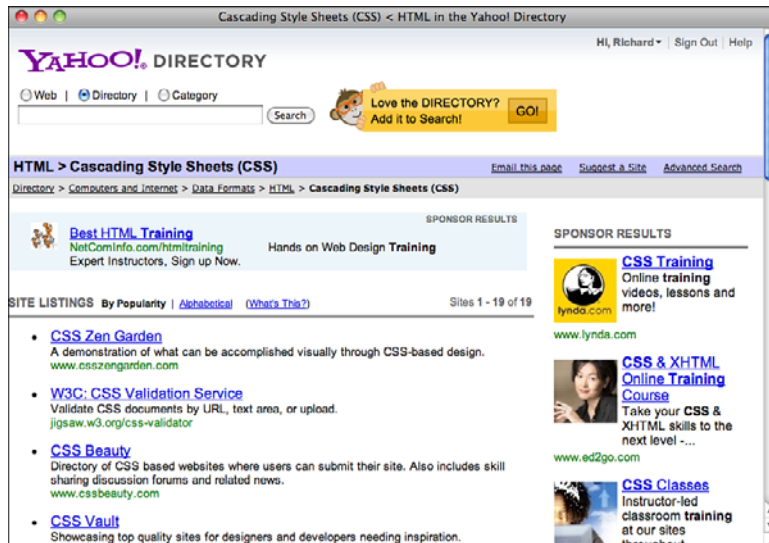 Cascading Style Sheets (CSS) < HTML in the Yahoo! Directory
Hi, Richard | Sign Out | Help
YAHOO! DIRECTORY
Web | Directory | Category
Search
Love the DIRECTORY?
Add it to Search!
GO!
HTML > Cascading Style Sheets (CSS)
Email this page Suggest a Site Advanced Search
Directory > Computers and Internet > Data Formats > HTML > Cascading Style Sheets (CSS)
SPONSOR RESULTS
Best HTML Training
NetComInfo.com/htmltraining Hands on Web Design Training
Expert Instructors, Sign up Now.
SITE LISTINGS By Popularity | Alphabetical (What's This?) Sites 1 - 19 of 19
• CSS Zen Garden
A demonstration of what can be accomplished visually through CSS-based design.
www.csszengarden.com
• W3C: CSS Validation Service
Validate CSS documents by URL, text area, or upload.
jigsaw.w3.org/css-validator
• CSS Beauty
Directory of CSS based websites where users can submit their site. Also includes skill
sharing discussion forums and related news.
www.cssbeauty.com
• CSS Vault
Showcasing top quality sites for designers and developers needing inspiration.
SPONSOR RESULTS
CSS Training
Online training
videos, lessons and
more!
lynda.com
www.lynda.com
CSS & XHTML
Online Training
Course
Take your CSS &
XHTML skills to the
next level -...
www.ed2go.com
CSS Classes
Instructor-led
classroom training
at our sites
throughout